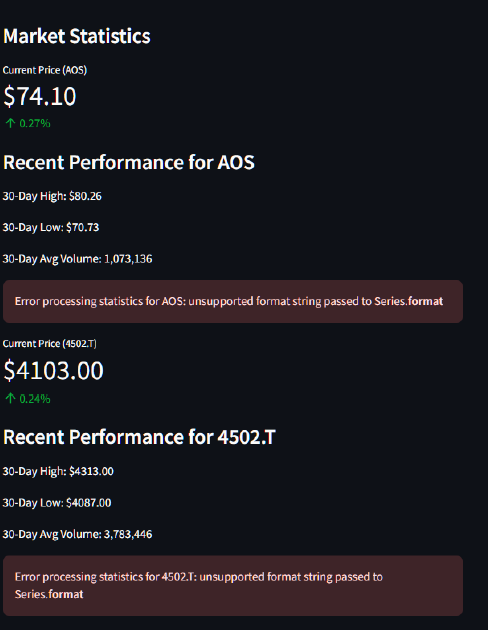 Market Statistics
Current Price (AOS)
$74.10
↑ 0.27%
Recent Performance for AOS
30-Day High: $80.26
30-Day Low: $70.73
30-Day Avg Volume: 1,073,136
Error processing statistics for AOS: unsupported format string passed to Series.format
Current Price (4502.T)
$4103.00
↑ 0.24%
Recent Performance for 4502.T
30-Day High: $4313.00
30-Day Low: $4087.00
30-Day Avg Volume: 3,783,446
Error processing statistics for 4502.T: unsupported format string passed to
Series.format